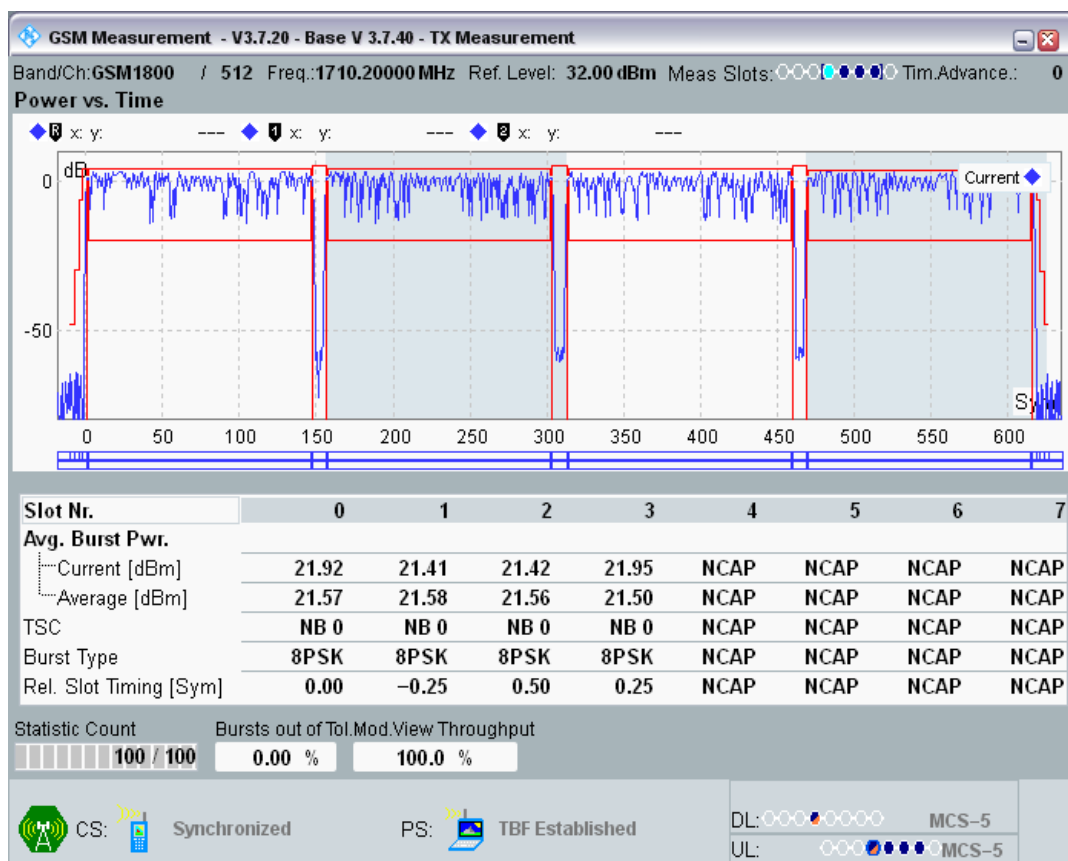 GSM Measurement - V3.7.20 - Base V 3.7.40 - TX Measurement
Band/Ch:GSM1800 / 512 Freq.:1710.20000 MHz Ref. Level: 32.00 dBm Meas Slots: Tim.Advance.: 0
Power vs. Time
R x: y: --- 1 x: y: --- 2 x: y: ---
dB
Current
0
-50
0 50 100 150 200 250 300 350 400 450 500 550 600
Slot Nr. 0 1 2 3 4 5 6 7
Avg. Burst Pwr.
Current [dBm] 21.92 21.41 21.42 21.95 NCAP NCAP NCAP NCAP
Average [dBm] 21.57 21.58 21.56 21.50 NCAP NCAP NCAP NCAP
TSC NB 0 NB 0 NB 0 NB 0 NCAP NCAP NCAP NCAP
Burst Type 8PSK 8PSK 8PSK 8PSK NCAP NCAP NCAP NCAP
Rel. Slot Timing [Sym] 0.00 −0.25 0.50 0.25 NCAP NCAP NCAP NCAP
Statistic Count Bursts out of Tol.Mod.View Throughput
100 / 100 0.00 % 100.0 %
CS: Synchronized PS: TBF Established
DL: MCS−5
UL: MCS−5